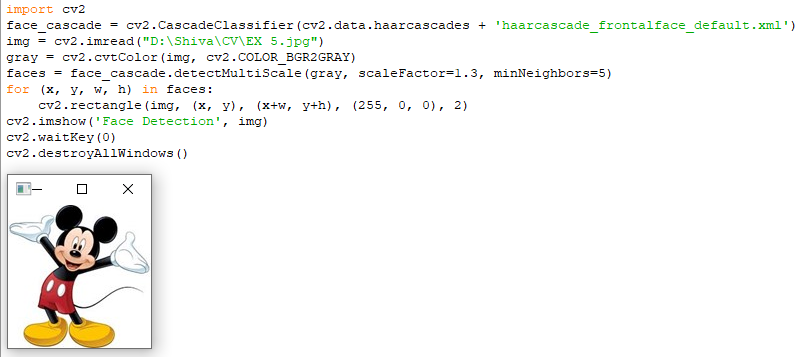 import cv2
face_cascade = cv2.CascadeClassifier(cv2.data.haarcascades + 'haarcascade_frontalface_default.xml')
img = cv2.imread("D:\Shiva\CV\EX 5.jpg")
gray = cv2.cvtColor(img, cv2.COLOR_BGR2GRAY)
faces = face_cascade.detectMultiScale(gray, scaleFactor=1.3, minNeighbors=5)
for (x, y, w, h) in faces:
    cv2.rectangle(img, (x, y), (x+w, y+h), (255, 0, 0), 2)
cv2.imshow('Face Detection', img)
cv2.waitKey(0)
cv2.destroyAllWindows()